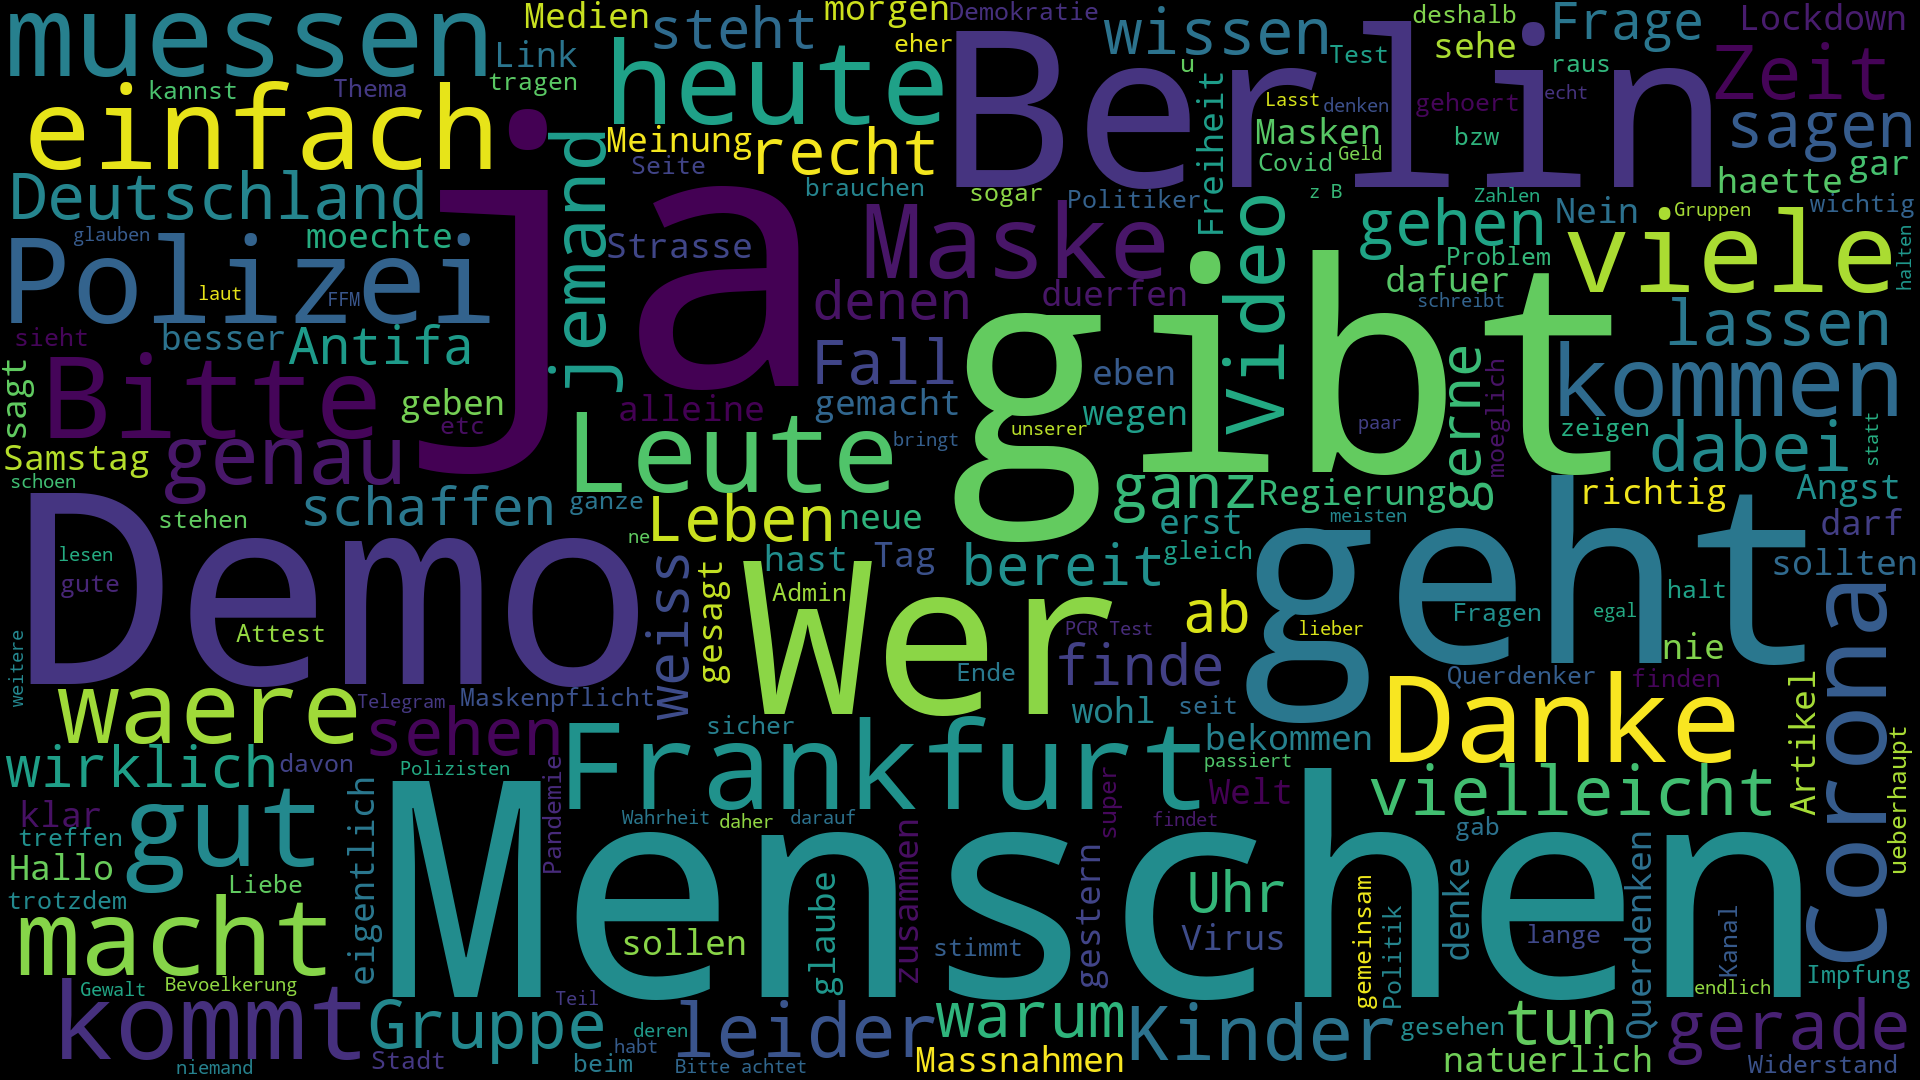 muessen
Medien
steht
morgen
Demokratie
Berlin
wissen
deshalb
Frage
Lockdown
Link
eher
sehe
Test
kannst
Thema
tragen
heute
u
raus
Zeit
einfach
Meinung
recht
Freiheit
Lasst
denken
gehoert
echt
Masken
bzw
sagen
Seite
Covid
Geld
gar
Deutschland
jemand
ja
brauchen
sogar
Politiker
z B
Zahlen
haette
glauben
moechte
Strasse
Maske
Video
gehen
Nein
Gruppen
wichtig
Polizei
laut
FFM
denen
duerfen
gibt
Problem
dafuer
viele
halten
schreibt
sieht
besser
Antifa
Fall
eben
lassen
sagt
Bitte
geben
alleine
gemacht
wegen
gerne
moeglich
kommen
etc
Leute
bringt
unserer
paar
zeigen
dabei
statt
Samstag
genau
schoen
schaffen
ganze
Leben
neue
ganz
Regierung
richtig
Angst
stehen
ne
erst
meisten
darf
Demo
lesen
gute
weiss
hast
Tag
bereit
gleich
geht
sollten
Attest
gesagt
Admin
Wer
ab
lieber
Fragen
egal
halt
weitere
PCR Test
finde
nie
Corona
waere
Telegram
Maskenpflicht
Ende
Querdenker
finden
sehen
sicher
wohl
seit
Danke
Artikel
wirklich
davon
Polizisten
Frankfurt
bekommen
passiert
ueberhaupt
klar
gut
eigentlich
Pandemie
Wahrheit
daher
darauf
super
Welt
findet
vielleicht
treffen
gab
Hallo
Liebe
Menschen
glaube
zusammen
gestern
Uhr
gemeinsam
Politik
denke
Querdenken
trotzdem
macht
sollen
stimmt
Virus
lange
Kanal
Gewalt
Bevoelkerung
endlich
Impfung
kommt
Gruppe
Teil
deren
leider
warum
Kinder
gesehen
tun
gerade
niemand
Stadt
beim
habt
Bitte achtet
Massnahmen
natuerlich
Widerstand